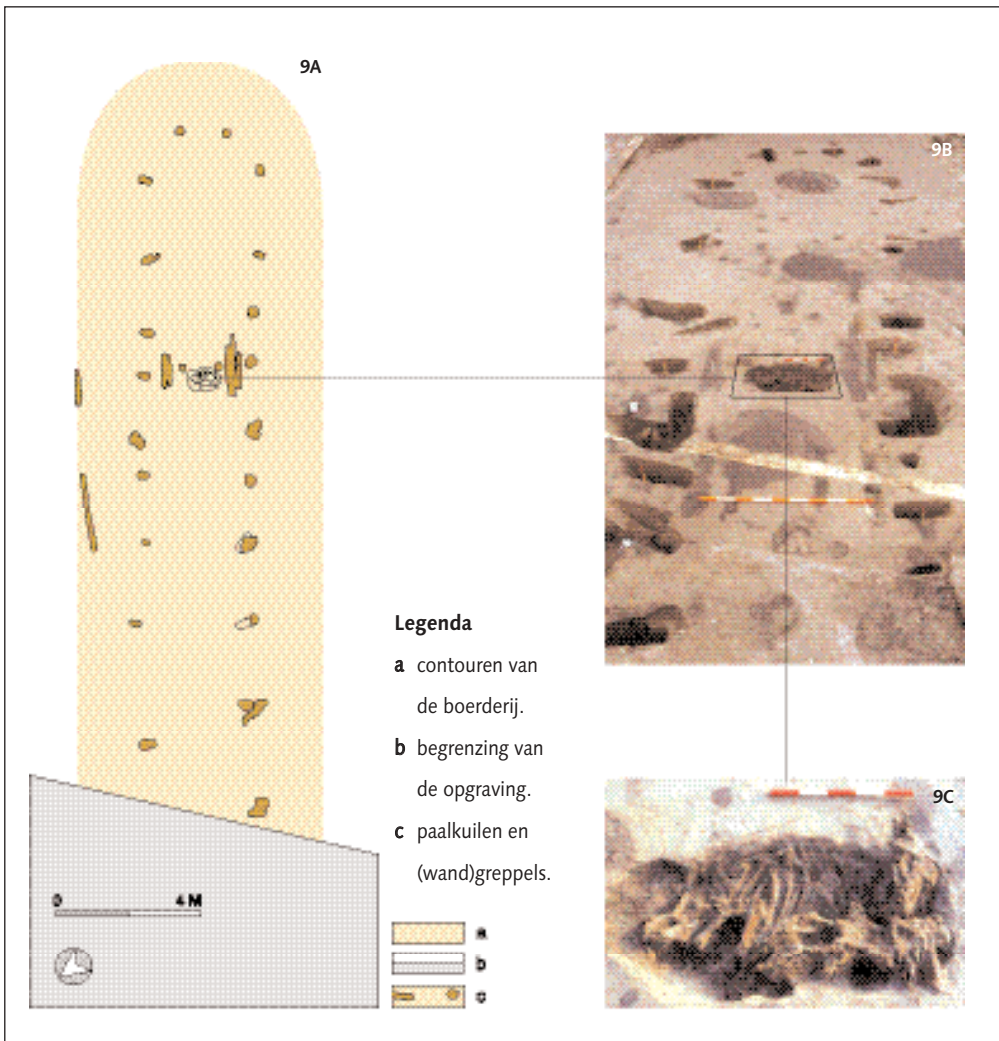 9A
9B
Legenda
a contouren van
de boerderij.
b begrenzing van
de opgraving.
c paalkuilen en
(wand)greppels.
9C
0 4 M
a
b
c